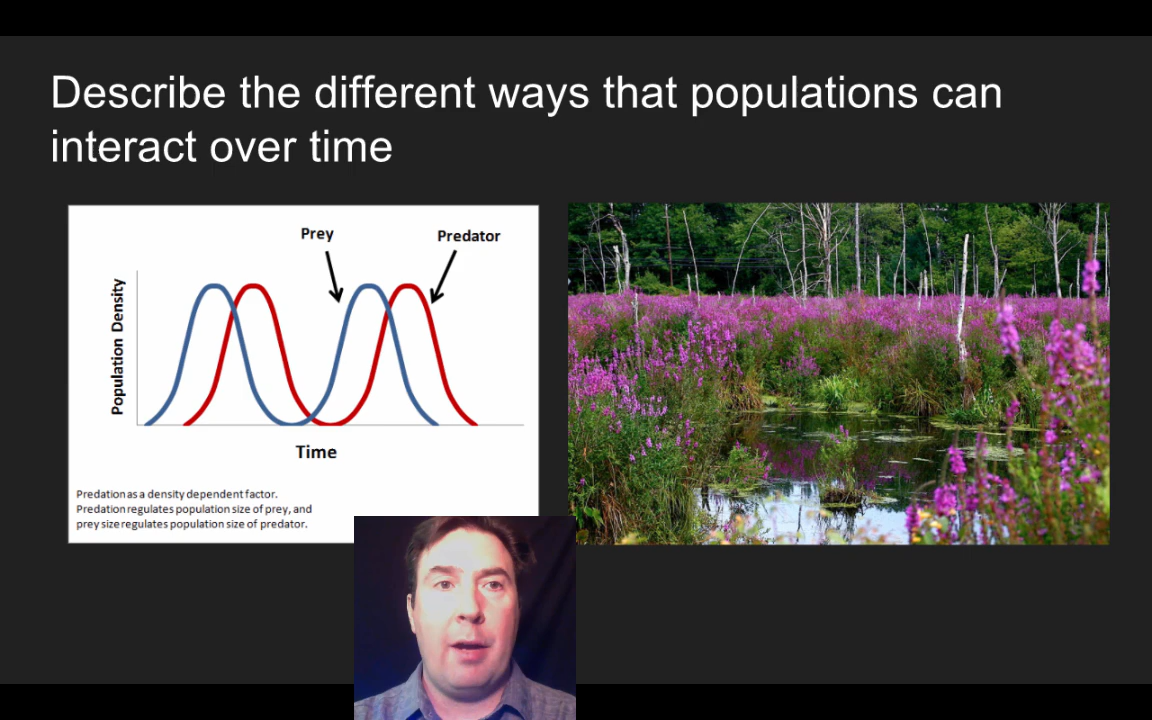 Describe the different ways that populations can
interact over time
Prey
Predator
Population Density
Time
Predation as a density dependent factor.
Predation regulates population size of prey, and
prey size regulates population size of predator.